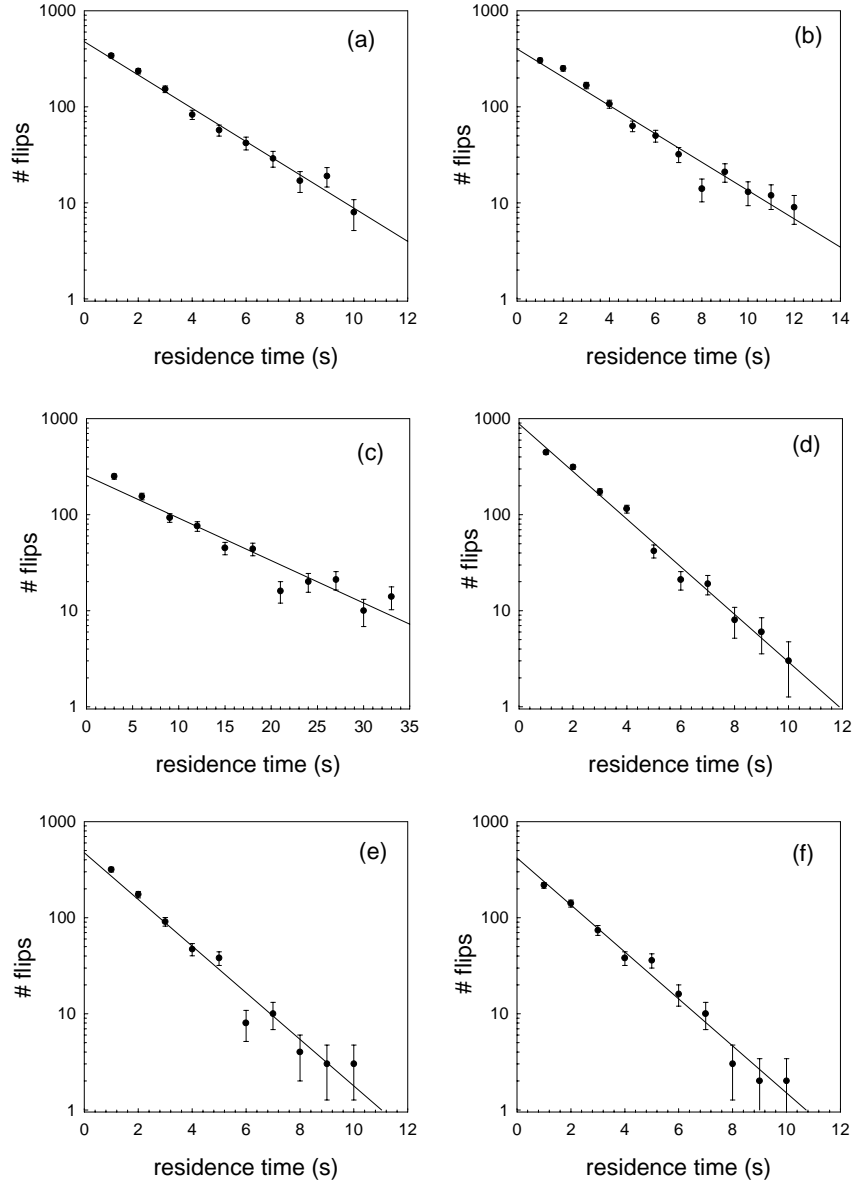 (a)
1000
100
10
1
# flips
0 2 4 6 8 10 12
residence time (s)
(b)
1000
100
10
1
# flips
0 2 4 6 8 10 12 14
residence time (s)
(c)
1000
100
10
1
# flips
0 5 10 15 20 25 30 35
residence time (s)
(d)
1000
100
10
1
# flips
0 2 4 6 8 10 12
residence time (s)
(e)
1000
100
10
1
# flips
0 2 4 6 8 10 12
residence time (s)
(f)
1000
100
10
1
# flips
0 2 4 6 8 10 12
residence time (s)